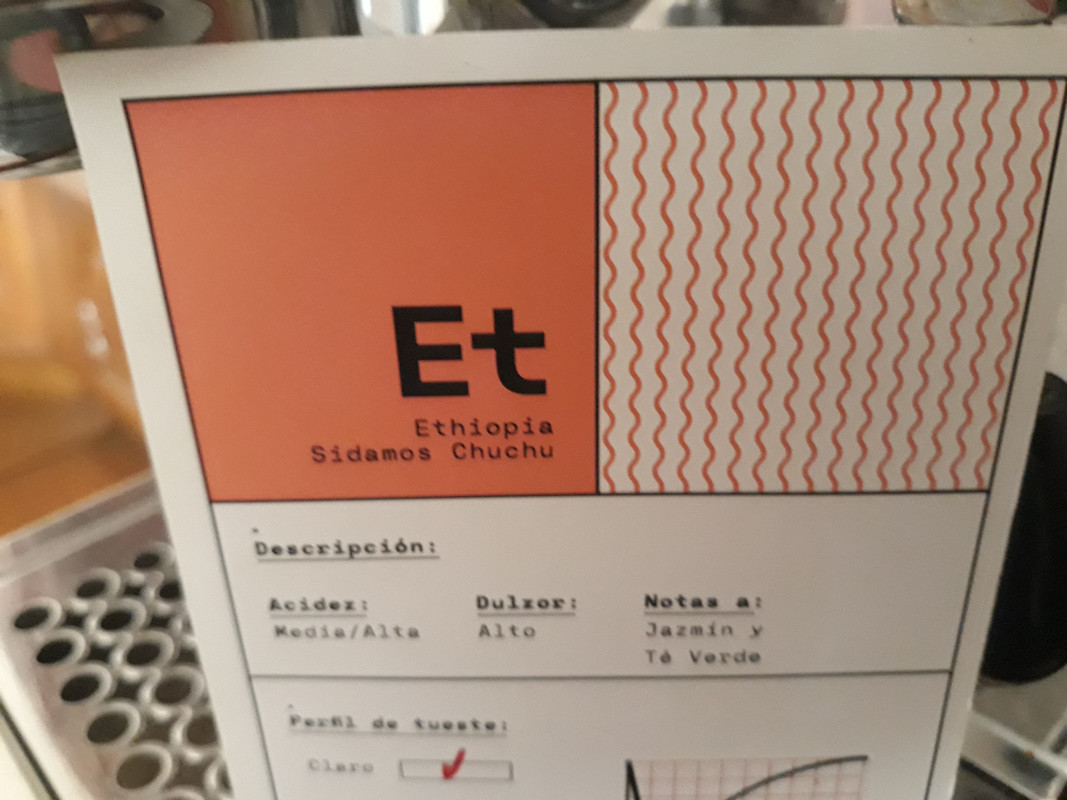 Et
Ethiopia
Sidamos Chuchu
Descripción:
Acidez: Dulzor: Notas a:
Media/Alta Alto Jazmín y
Té Verde
Perfil de tueste:
Claro